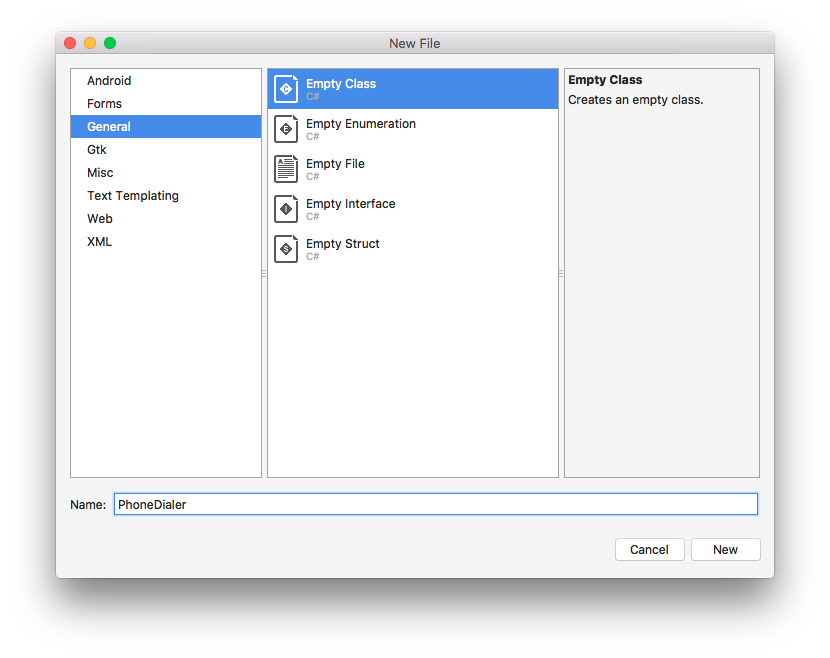 New File
Android
Forms
General
Gtk
Misc
Text Templating
Web
XML
Empty Class
C#
Empty Enumeration
C#
Empty File
C#
Empty Interface
C#
Empty Struct
C#
Empty Class
Creates an empty class.
Name: PhoneDialer
Cancel New